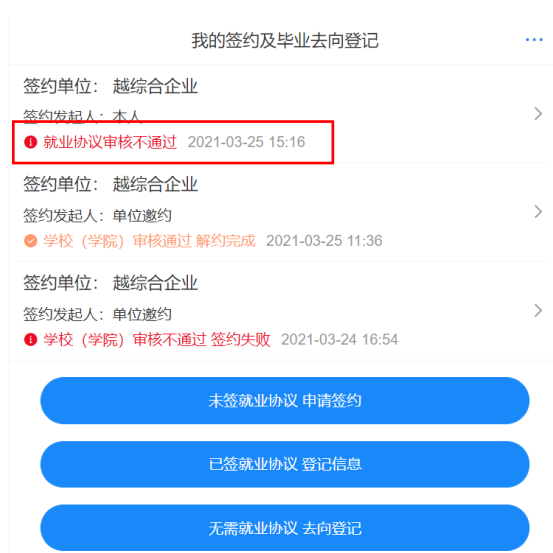 我的签约及毕业去向登记
签约单位： 越综合企业
签约发起人：本人
就业协议审核不通过 2021-03-25 15:16
签约单位： 越综合企业
签约发起人：单位邀约
学校（学院）审核通过 解约完成 2021-03-25 11:36
签约单位： 越综合企业
签约发起人：单位邀约
学校（学院）审核不通过 签约失败 2021-03-24 16:54
未签就业协议 申请签约
已签就业协议 登记信息
无需就业协议 去向登记